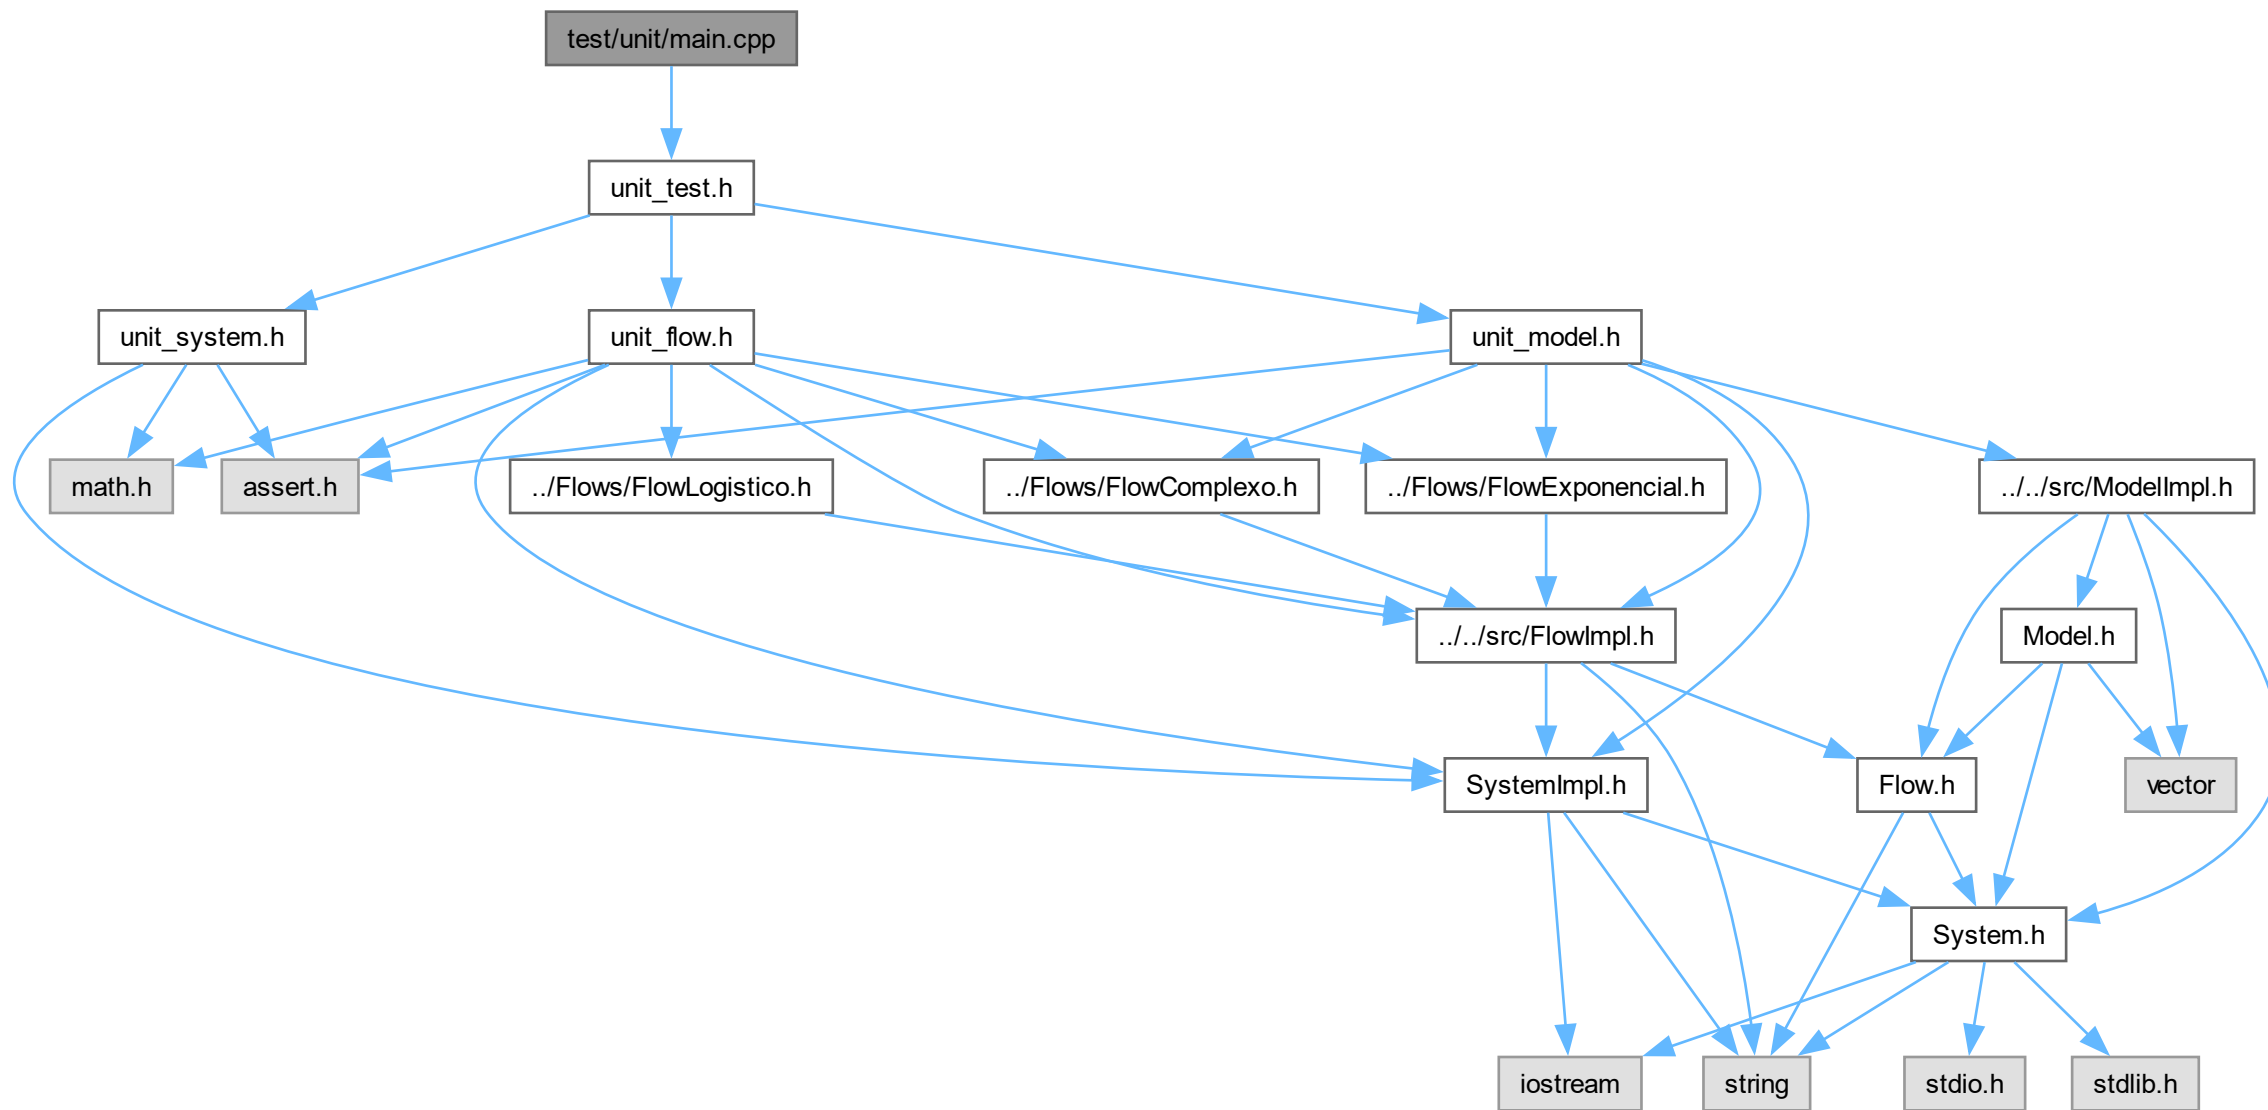 test/unit/main.cpp
unit_test.h
unit_system.h
unit_flow.h
unit_model.h
math.h
assert.h
../Flows/FlowLogistico.h
../Flows/FlowComplexo.h
../Flows/FlowExponencial.h
../../src/ModelImpl.h
../../src/FlowImpl.h
Model.h
SystemImpl.h
Flow.h
vector
System.h
iostream
string
stdio.h
stdlib.h